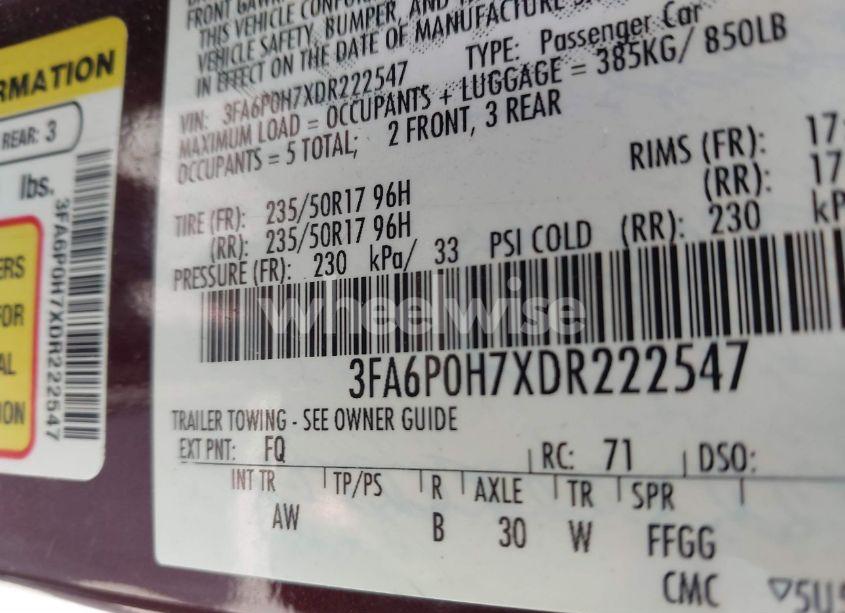 FRONT GAWR
THIS VEHICLE
VEHICLE SAFETY, BUMPER, AND
IN EFFECT ON THE DATE OF MANUFACTURE
VIN: 3FA6P0H7XDR222547 TYPE: Passenger Car
MAXIMUM LOAD = OCCUPANTS + LUGGAGE = 385KG/ 850LB
OCCUPANTS = 5 TOTAL; 2 FRONT, 3 REAR
RIMS (FR): 17
TIRE (FR): 235/50R17 96H (RR): 17
(RR): 235/50R17 96H
PRESSURE (FR): 230 kPa/ 33 PSI COLD (RR): 230 kP
wheelwise
3FA6P0H7XDR222547
TRAILER TOWING - SEE OWNER GUIDE
EXT PNT: FQ RC: 71 DSO:
INT TR TP/PS R AXLE TR SPR
AW B 30 W FFGG
CMC
RMATION
REAR: 3
lbs.
3FA6P0H7XDR222547
ERS
FOR
AL
ION